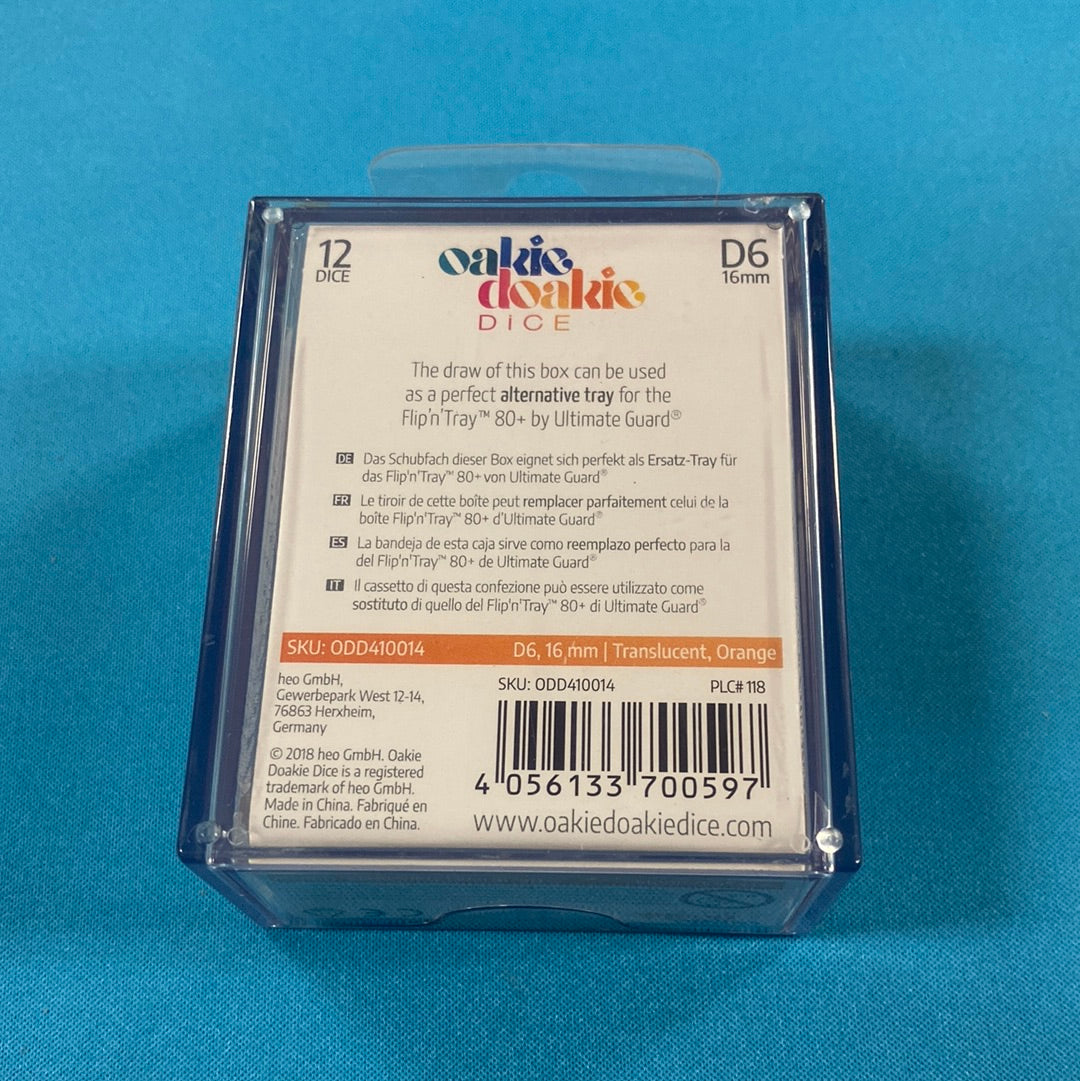 12
DICE
oakie
doakie
DiCE
D6
16mm
The draw of this box can be used
as a perfect alternative tray for the
Flip'n'Tray™ 80+ by Ultimate Guard®
DE Das Schubfach dieser Box eignet sich perfekt als Ersatz-Tray für
das Flip'n'Tray™ 80+ von Ultimate Guard®
FR Le tiroir de cette boîte peut remplacer parfaitement celui de la
boîte Flip'n'Tray™ 80+ d'Ultimate Guard®
ES La bandeja de esta caja sirve como reemplazo perfecto para la
del Flip'n'Tray™ 80+ de Ultimate Guard®
IT Il cassetto di questa confezione può essere utilizzato come
sostituto di quello del Flip'n'Tray™ 80+ di Ultimate Guard®
SKU: ODD410014 D6, 16 mm | Translucent, Orange
heo GmbH,
Gewerbepark West 12-14,
76863 Herxheim,
Germany
© 2018 heo GmbH. Oakie
Doakie Dice is a registered
trademark of heo GmbH.
Made in China. Fabriqué en
Chine. Fabricado en China.
SKU: ODD410014 PLC# 118
4 056133 700597
www.oakiedoakiedice.com